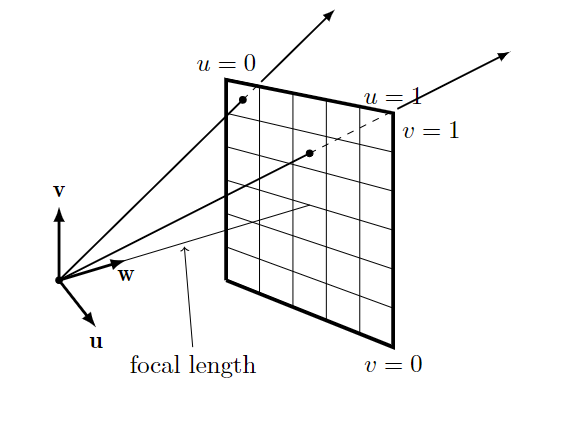 u = 0
u = 1
v = 1
v
w
u
focal length
v = 0